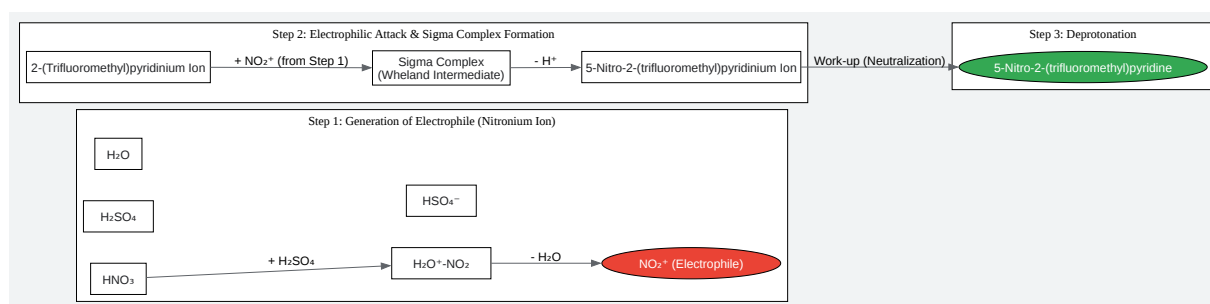 Step 2: Electrophilic Attack & Sigma Complex Formation
2-(Trifluoromethyl)pyridinium Ion
+ NO₂⁺ (from Step 1)
Sigma Complex
(Wheland Intermediate)
- H⁺
5-Nitro-2-(trifluoromethyl)pyridinium Ion
Work-up (Neutralization)
Step 3: Deprotonation
5-Nitro-2-(trifluoromethyl)pyridine
Step 1: Generation of Electrophile (Nitronium Ion)
H₂O
H₂SO₄
HSO₄⁻
HNO₃
+ H₂SO₄
H₂O⁺-NO₂
- H₂O
NO₂⁺ (Electrophile)